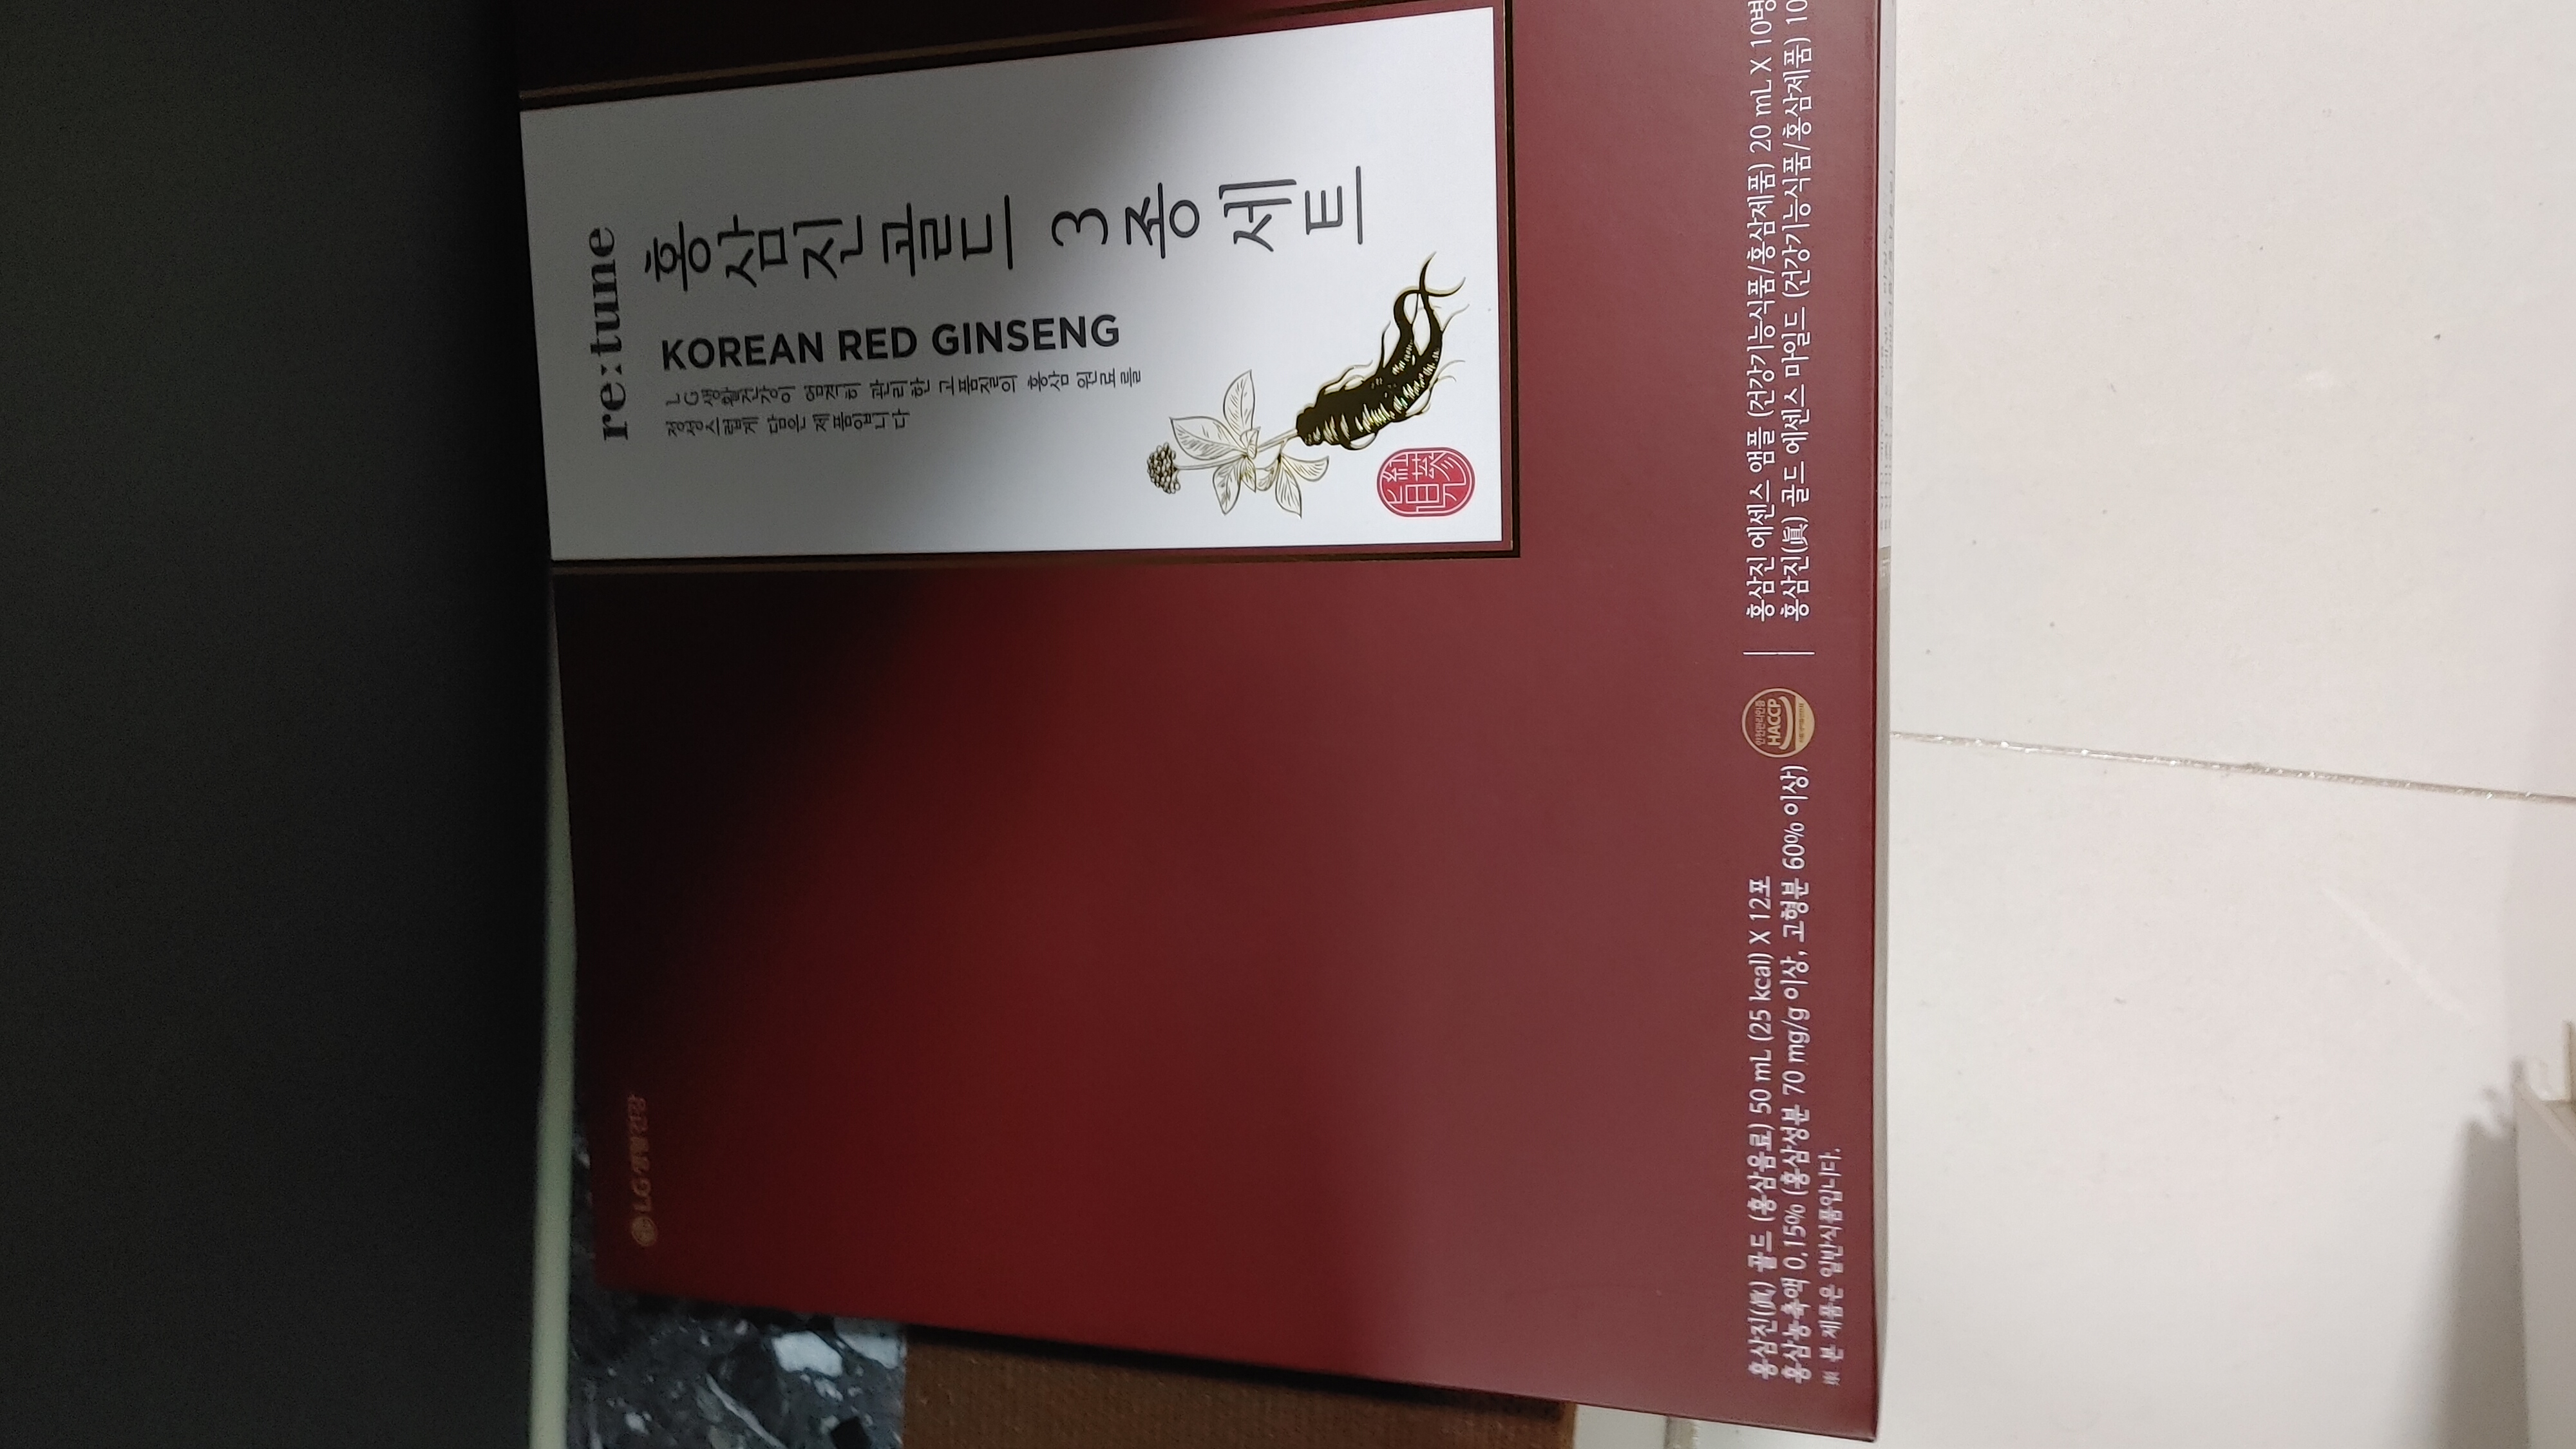 LG생활건강
re:tune
홍삼진골드 3종세트
KOREAN RED GINSENG
LG생활건강이 엄격히 관리한 고품질의 홍삼 원료를
정성스럽게 담은 제품입니다
홍삼진(眞) 골드 (홍삼음료) 50 mL (25 kcal) X 12포
홍삼농축액 0.15% (홍삼성분 70 mg/g 이상, 고형분 60% 이상)
※ 본 제품은 일반식품입니다.
안전관리인증
HACCP
홍삼진 에센스 앰플 (건강기능식품/홍삼제품) 20 mL X 10병
홍삼진(眞) 골드 에센스 마일드 (건강기능식품/홍삼제품) 10